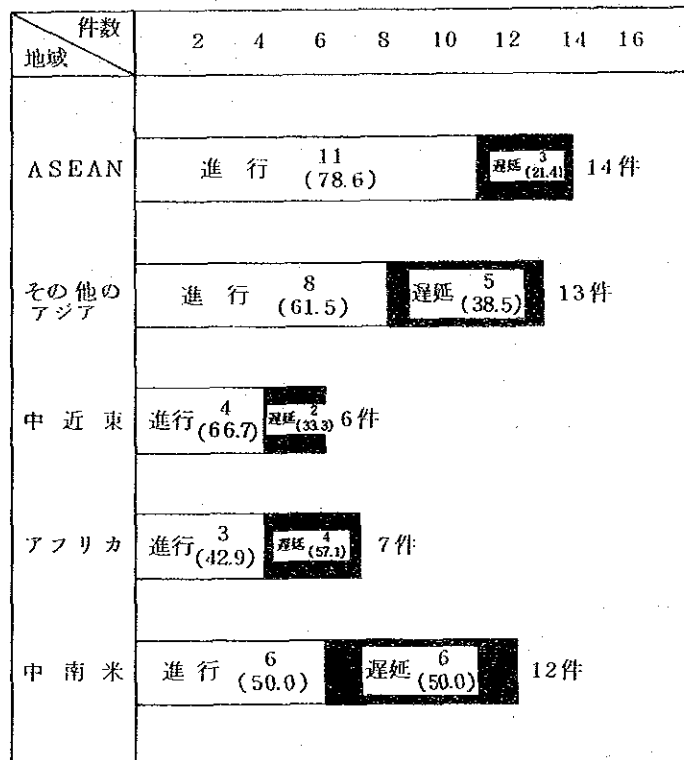 件数
地域
2 4 6 8 10 12 14 16
ASEAN
進行 11 (78.6)
遅延 3 (21.4)
14件
その他の
アジア
進行 8 (61.5)
遅延 5 (38.5)
13件
中近東
進行 4 (66.7)
遅延 2 (33.3)
6件
アフリカ
進行 3 (42.9)
遅延 4 (57.1)
7件
中南米
進行 6 (50.0)
遅延 6 (50.0)
12件